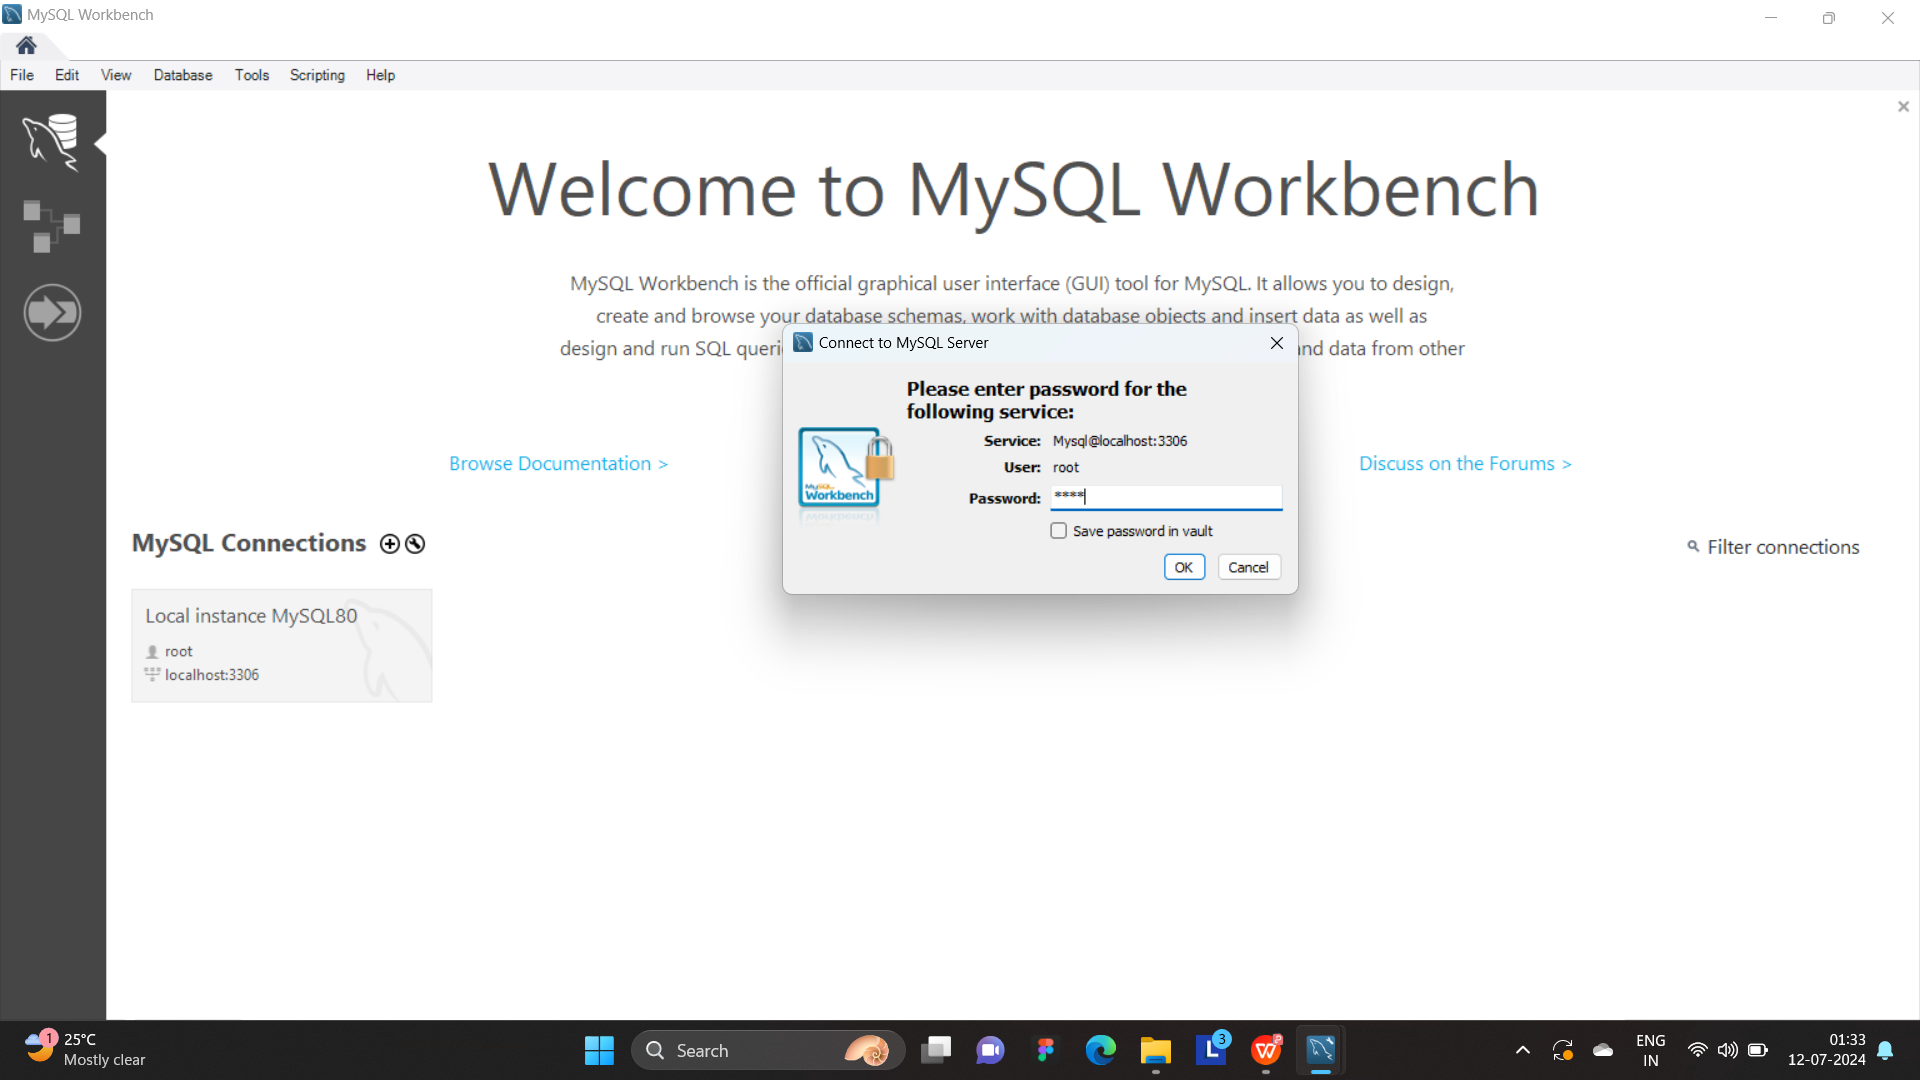 MySQL Workbench
File Edit View Database Tools Scripting Help
Welcome to MySQL Workbench
MySQL Workbench is the official graphical user interface (GUI) tool for MySQL. It allows you to design,
create and browse your database schemas, work with database objects and insert data as well as
design and run SQL queri
nd data from other
Connect to MySQL Server
Please enter password for the
following service:
Service: Mysql@localhost:3306
User: root
Password: ****
Save password in vault
OK Cancel
MySQL
Workbench
Browse Documentation >
Discuss on the Forums >
MySQL Connections
Filter connections
Local instance MySQL80
root
localhost:3306
1
25°C
Mostly clear
Search
L
3
W
ENG
IN
01:33
12-07-2024